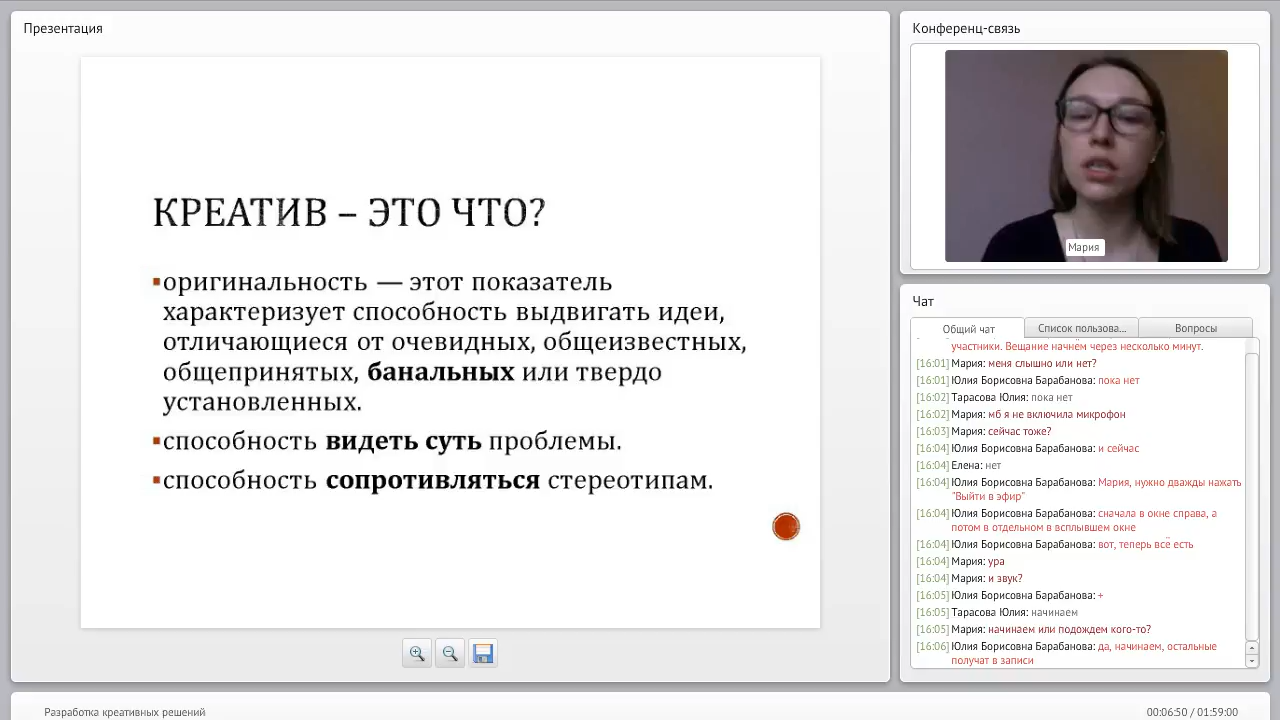 Презентация
КРЕАТИВ – ЭТО ЧТО?
▪оригинальность — этот показатель
характеризует способность выдвигать идеи,
отличающиеся от очевидных, общеизвестных,
общепринятых, банальных или твердо
установленных.
▪способность видеть суть проблемы.
▪способность сопротивляться стереотипам.
Конференц-связь
Мария
Чат
Общий чат
Список пользова...
Вопросы
участники. Вещание начнём через несколько минут.
[16:01] Мария: меня слышно или нет?
[16:01] Юлия Борисовна Барабанова: пока нет
[16:02] Тарасова Юлия: пока нет
[16:02] Мария: мб я не включила микрофон
[16:03] Мария: сейчас тоже?
[16:04] Юлия Борисовна Барабанова: и сейчас
[16:04] Елена: нет
[16:04] Юлия Борисовна Барабанова: Мария, нужно дважды нажать
"Выйти в эфир"
[16:04] Юлия Борисовна Барабанова: сначала в окне справа, а
потом в отдельном в всплывшем окне
[16:04] Юлия Борисовна Барабанова: вот, теперь всё есть
[16:04] Мария: ура
[16:04] Мария: и звук?
[16:05] Юлия Борисовна Барабанова: +
[16:05] Тарасова Юлия: начинаем
[16:05] Мария: начинаем или подождем кого-то?
[16:06] Юлия Борисовна Барабанова: да, начинаем, остальные
получат в записи
Разработка креативных решений
00:06:50 / 01:59:00